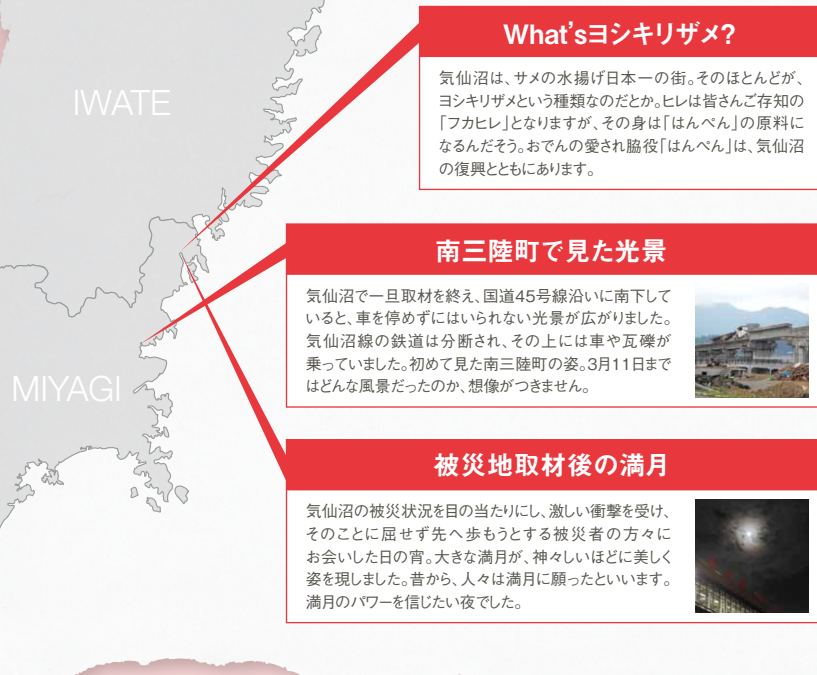 What'sヨシキリザメ?
気仙沼は、サメの水揚げ日本一の街。そのほとんどが、
ヨシキリザメという種類なのだとか。ヒレは皆さんご存知の
「フカヒレ」となりますが、その身は「はんぺん」の原料に
なるんだそう。おでんの愛され脇役「はんぺん」は、気仙沼
の復興とともにあります。
IWATE
南三陸町で見た光景
気仙沼で一旦取材を終え、国道45号線沿いに南下して
いると、車を停めずにはいられない光景が広がりました。
気仙沼線の鉄道は分断され、その上には車や瓦礫が
乗っていました。初めて見た南三陸町の姿。3月11日まで
はどんな風景だったのか、想像がつきません。
MIYAGI
被災地取材後の満月
気仙沼の被災状況を目の当たりにし、激しい衝撃を受け、
そのことに屈せず先へ歩もうとする被災者の方々に
お会いした日の宵。大きな満月が、神々しいほどに美しく
姿を現しました。昔から、人々は満月に願ったといいます。
満月のパワーを信じたい夜でした。